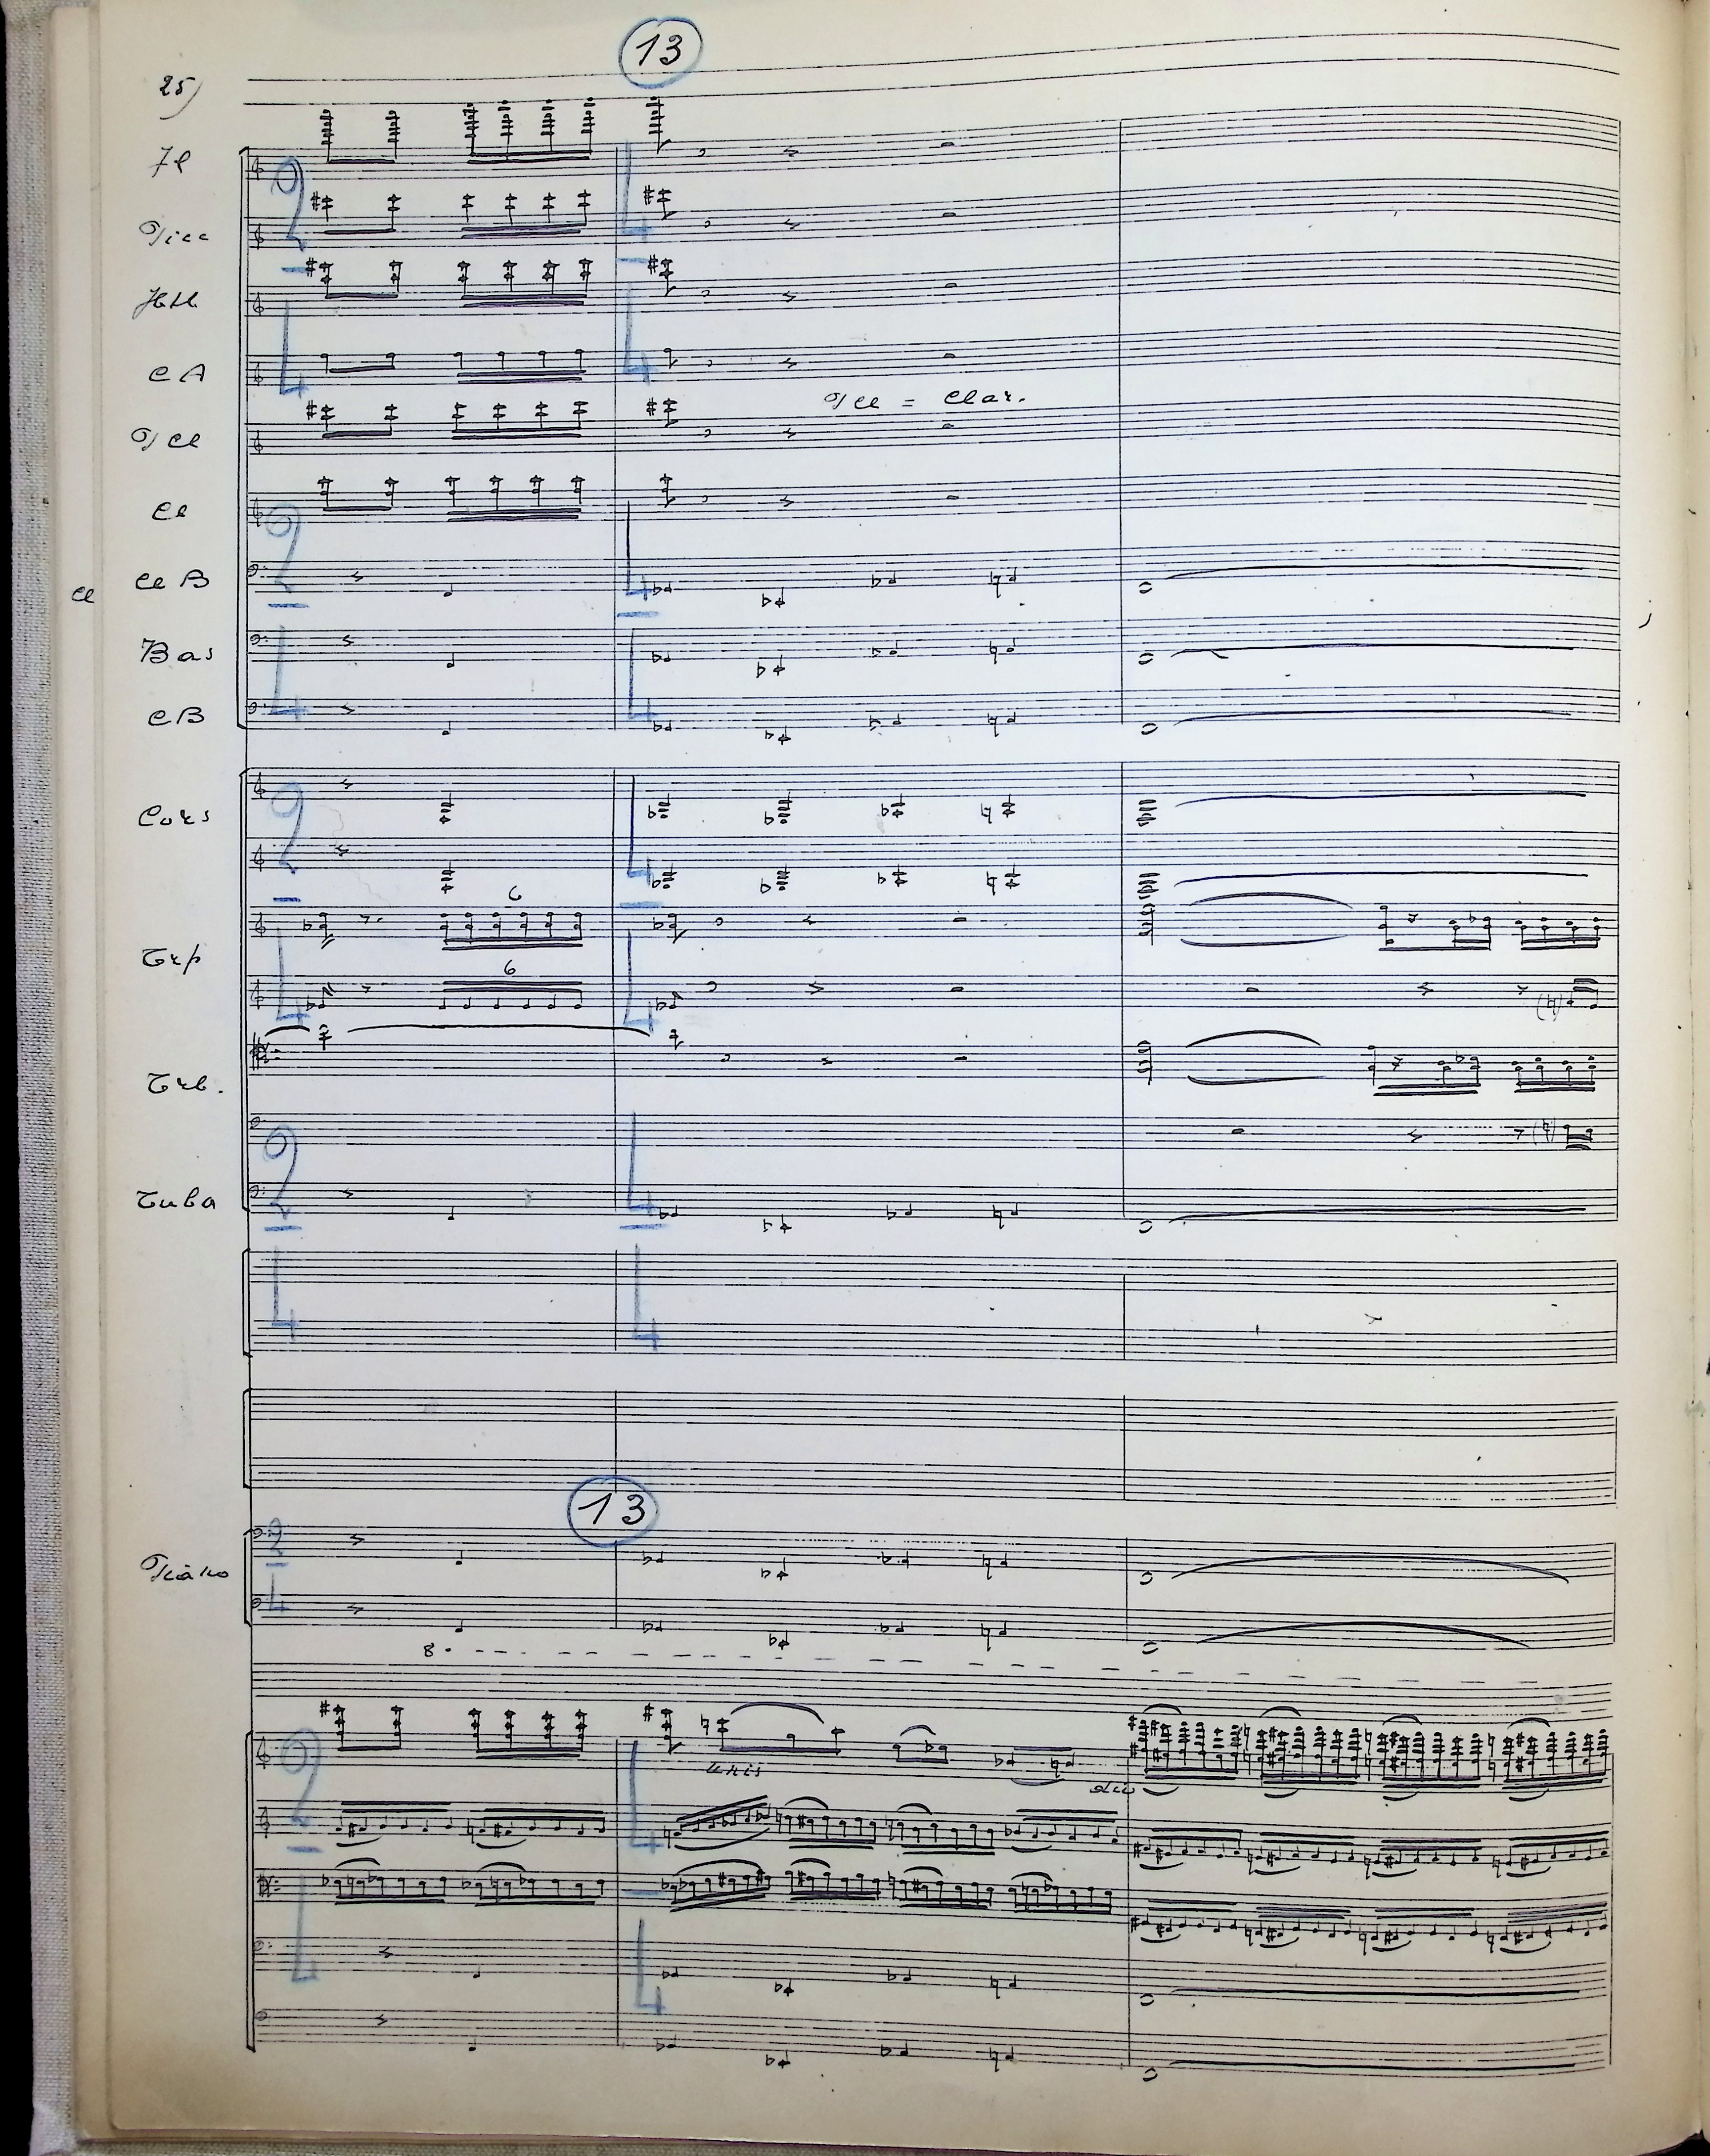 13
25)
Fl
Picc
Htb
CA
PCl = Clar.
PCl
Cl
Cl B
Cl
Bas
CB
Cors
6
Trp
6
Trb.
Tuba
13
Piano
8
unis
div